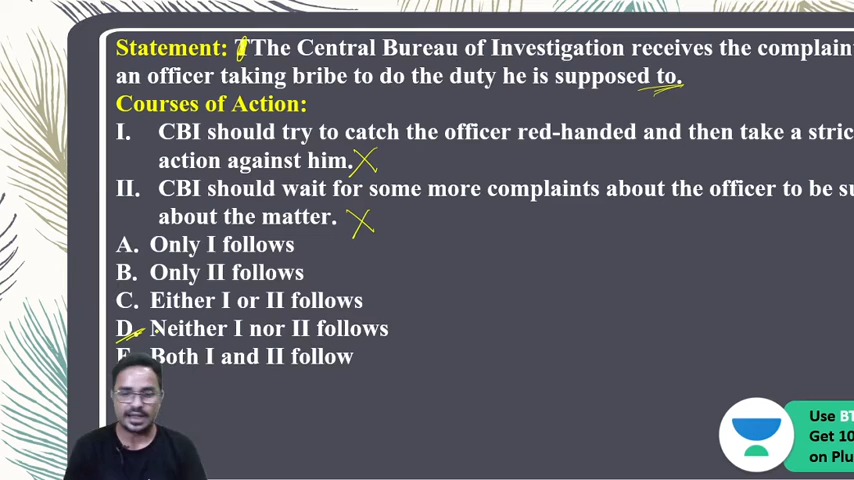 Statement: TThe Central Bureau of Investigation receives the complain
an officer taking bribe to do the duty he is supposed to.
Courses of Action:
I. CBI should try to catch the officer red-handed and then take a stric
action against him.
II. CBI should wait for some more complaints about the officer to be su
about the matter.
A. Only I follows
B. Only II follows
C. Either I or II follows
D. Neither I nor II follows
E. Both I and II follow
Use BT
Get 10
on Plu